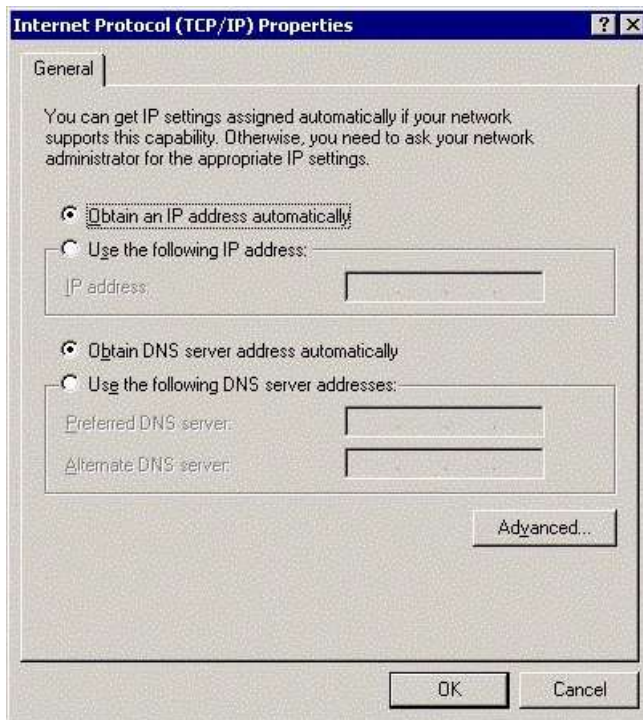 Internet Protocol (TCP/IP) Properties
General
You can get IP settings assigned automatically if your network
supports this capability. Otherwise, you need to ask your network
administrator for the appropriate IP settings.
Obtain an IP address automatically
Use the following IP address:
IP address:
Obtain DNS server address automatically
Use the following DNS server addresses:
Preferred DNS server:
Alternate DNS server:
Advanced...
OK Cancel